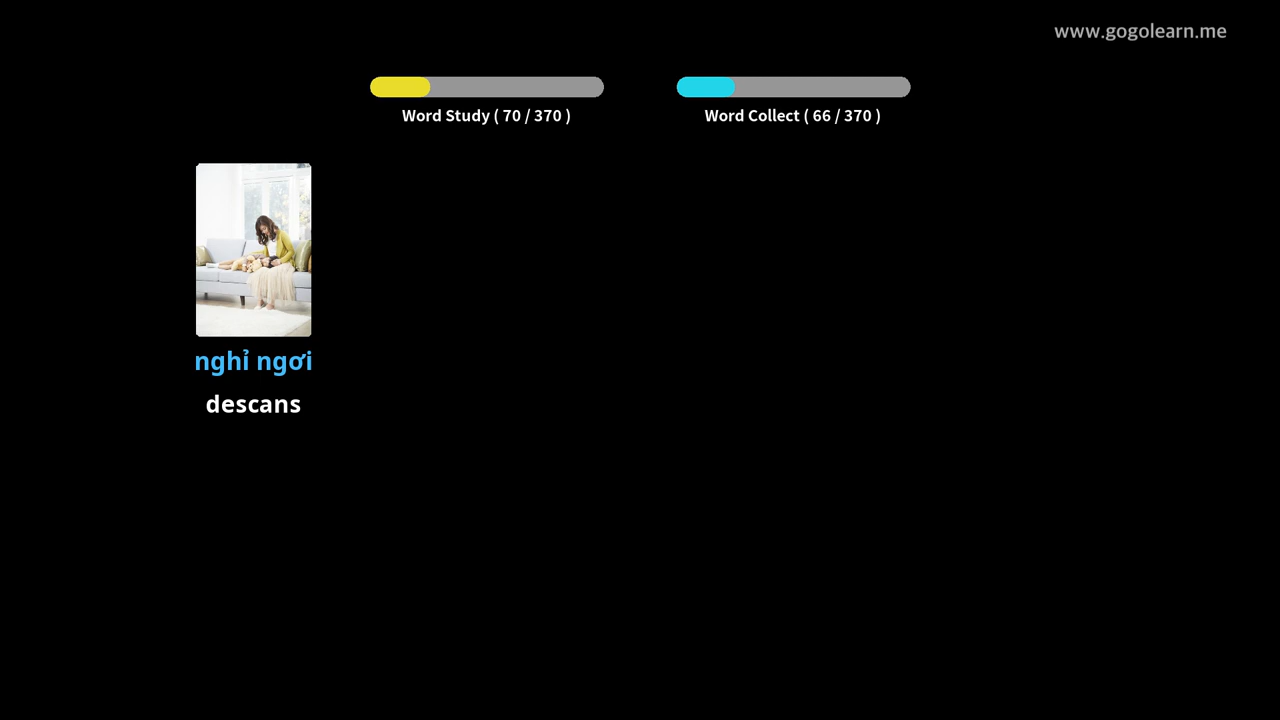 www.gogolearn.me
Word Study ( 70 / 370 )
Word Collect ( 66 / 370 )
nghỉ ngơi
descans